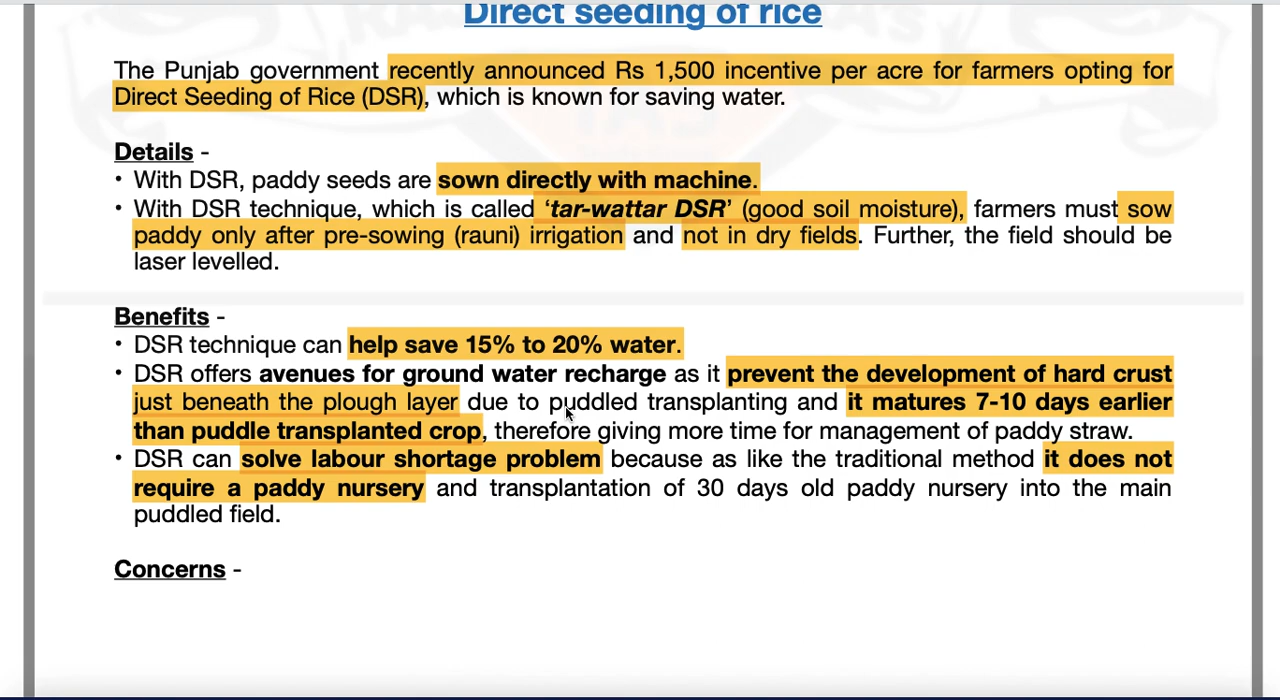 Direct seeding of rice
The Punjab government recently announced Rs 1,500 incentive per acre for farmers opting for
Direct Seeding of Rice (DSR), which is known for saving water.
Details -
• With DSR, paddy seeds are sown directly with machine.
• With DSR technique, which is called ‘tar-wattar DSR’ (good soil moisture), farmers must sow
paddy only after pre-sowing (rauni) irrigation and not in dry fields. Further, the field should be
laser levelled.
Benefits -
• DSR technique can help save 15% to 20% water.
• DSR offers avenues for ground water recharge as it prevent the development of hard crust
just beneath the plough layer due to puddled transplanting and it matures 7-10 days earlier
than puddle transplanted crop, therefore giving more time for management of paddy straw.
• DSR can solve labour shortage problem because as like the traditional method it does not
require a paddy nursery and transplantation of 30 days old paddy nursery into the main
puddled field.
Concerns -